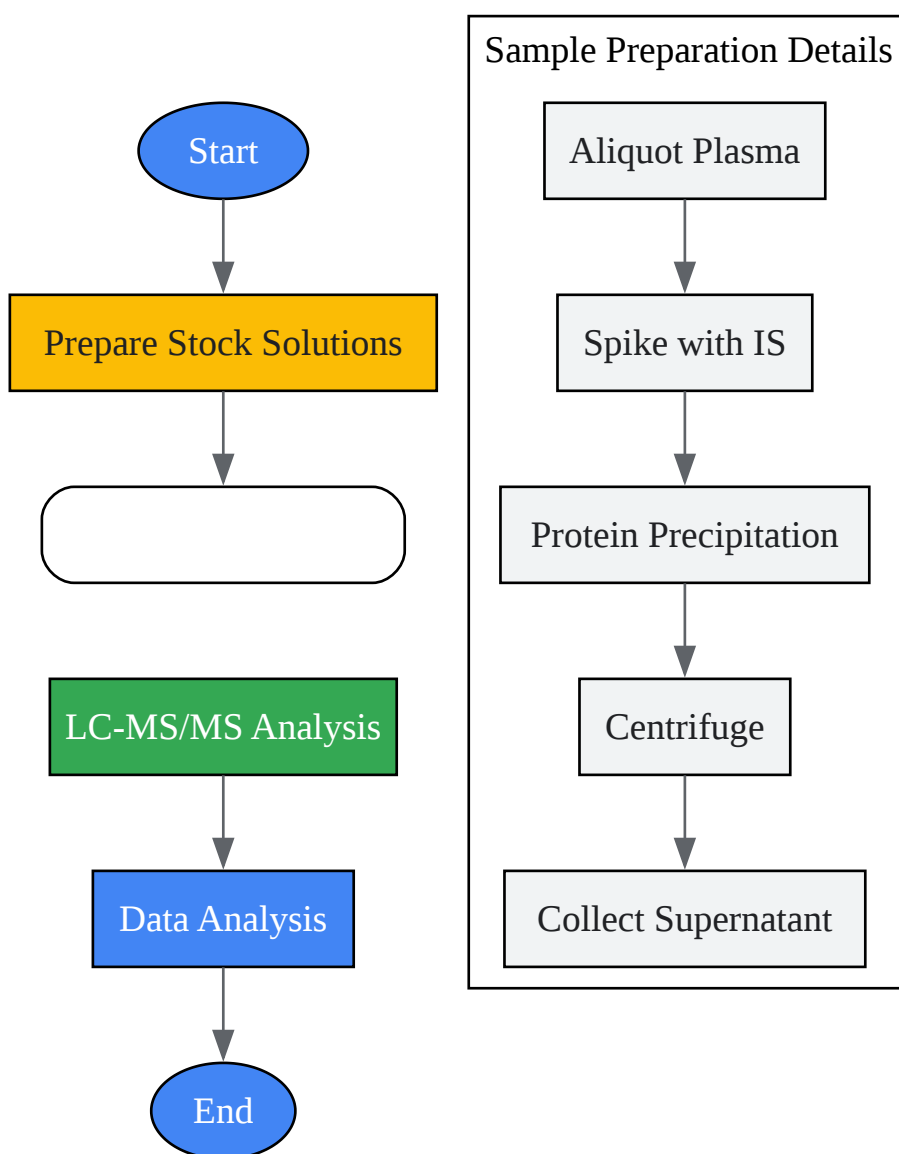 Start
Prepare Stock Solutions
LC-MS/MS Analysis
Data Analysis
End
Sample Preparation Details
Aliquot Plasma
Spike with IS
Protein Precipitation
Centrifuge
Collect Supernatant